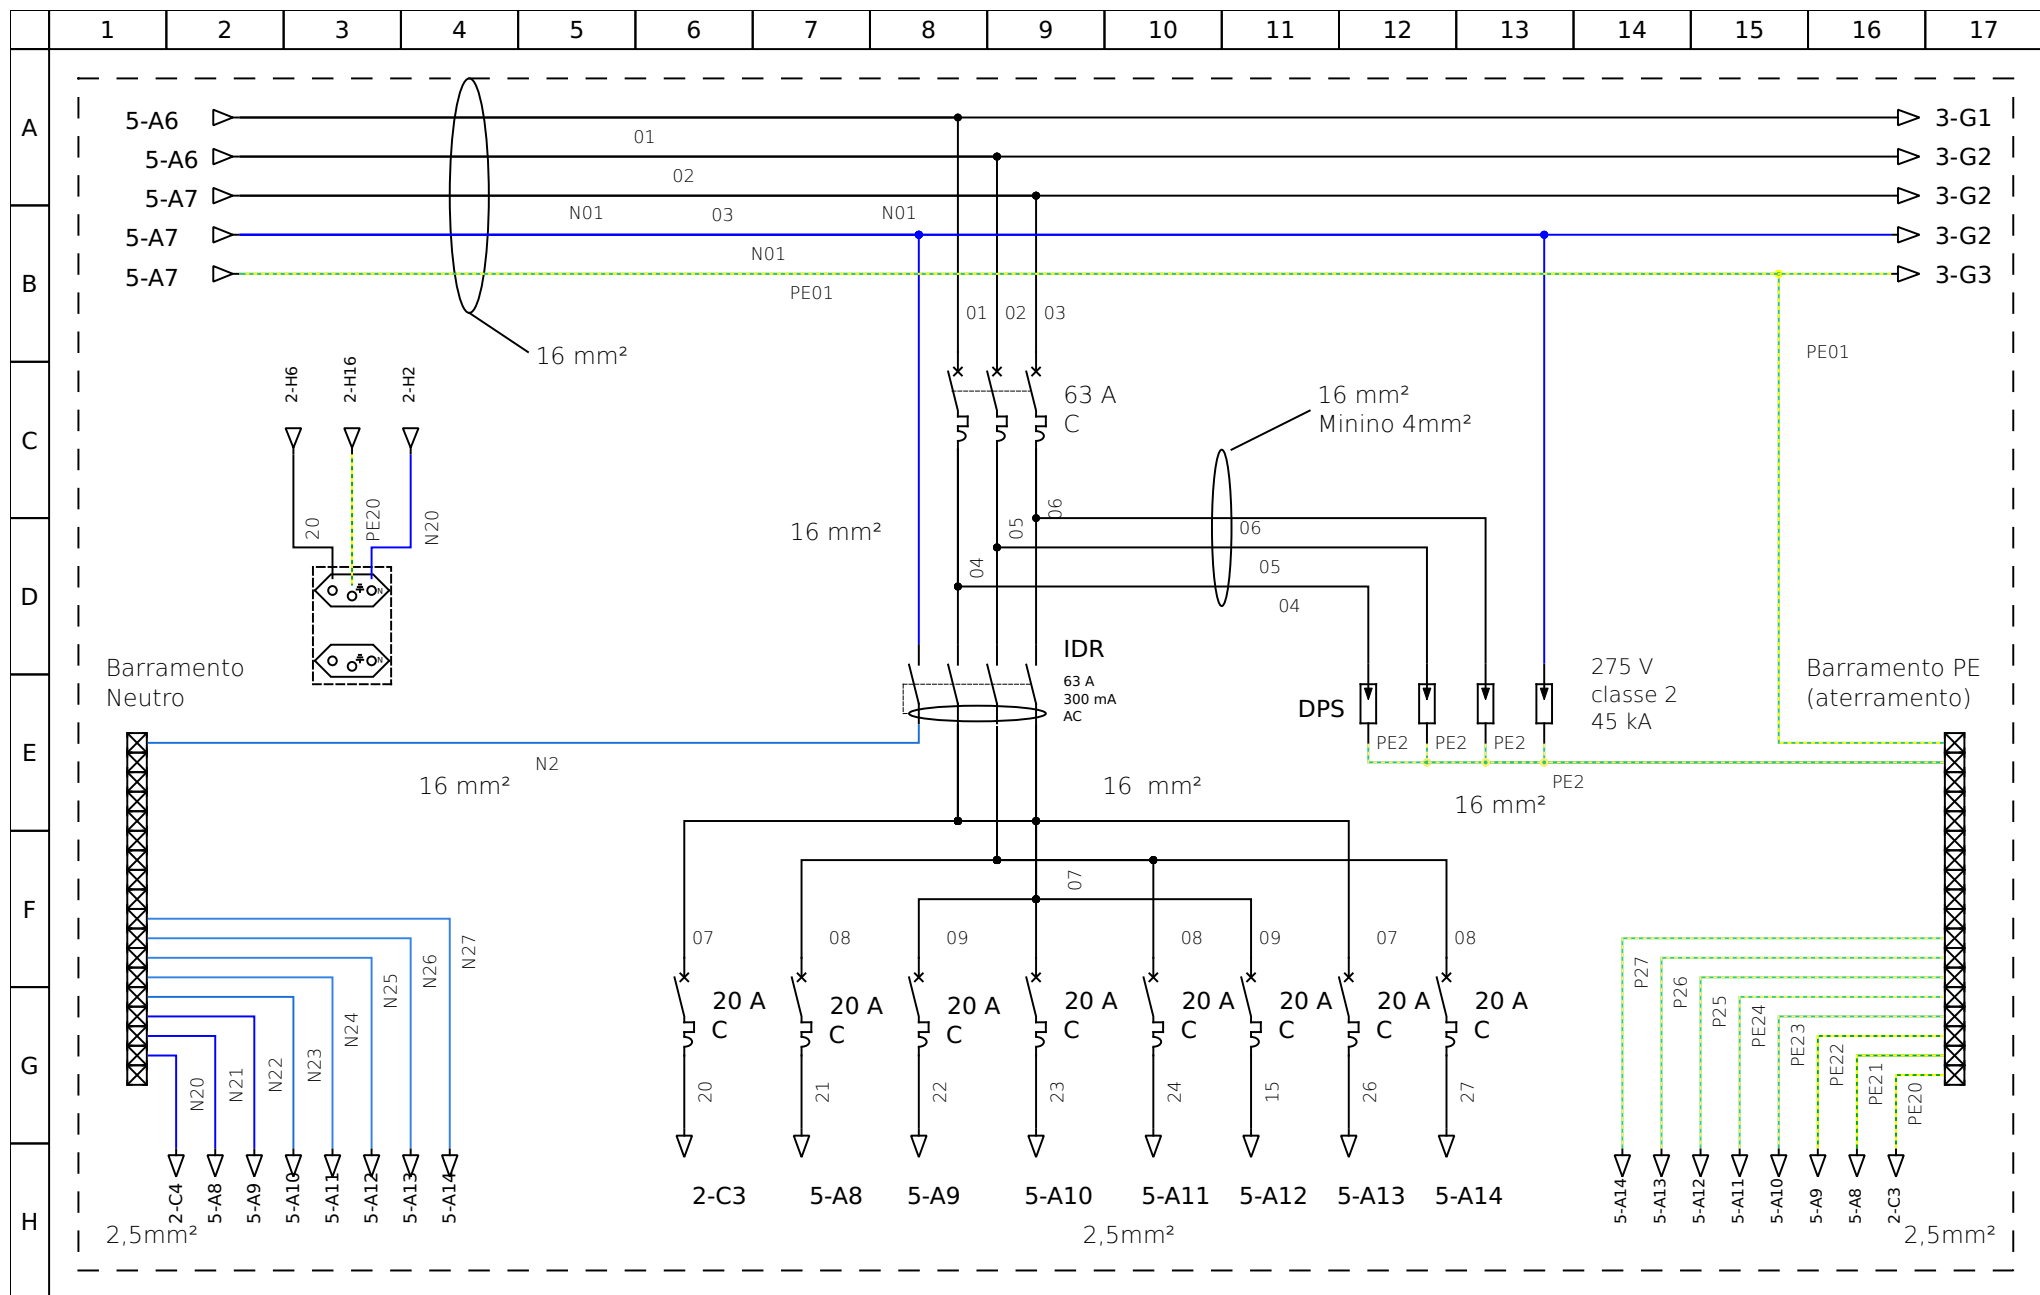 1 2 3 4 5 6 7 8 9 10 11 12 13 14 15 16 17
A
B
C
D
E
F
G
H
5-A6
3-G1
01
5-A6
3-G2
02
5-A7
3-G2
N01
03
N01
5-A7
3-G2
N01
5-A7
3-G3
PE01
01
02
03
16 mm²
PE01
2-H6
2-H16
2-H2
63 A
C
16 mm²
Minino 4mm²
20
PE20
N20
16 mm²
04
05
06
06
05
04
N
N
IDR
63 A
300 mA
AC
DPS
275 V
classe 2
45 kA
Barramento
Neutro
Barramento PE
(aterramento)
PE2
PE2
PE2
PE2
N2
16 mm²
16 mm²
16 mm²
07
07
08
09
08
09
07
08
N27
N26
N25
N24
N23
N22
N21
N20
20 A
C
20 A
C
20 A
C
20 A
C
20 A
C
20 A
C
20 A
C
20 A
C
20
21
22
23
24
15
26
27
P27
P26
P25
PE24
PE23
PE22
PE21
PE20
2-C4
5-A8
5-A9
5-A10
5-A11
5-A12
5-A13
5-A14
2-C3
5-A8
5-A9
5-A10
5-A11
5-A12
5-A13
5-A14
5-A14
5-A13
5-A12
5-A11
5-A10
5-A9
5-A8
2-C3
2,5mm²
2,5mm²
2,5mm²